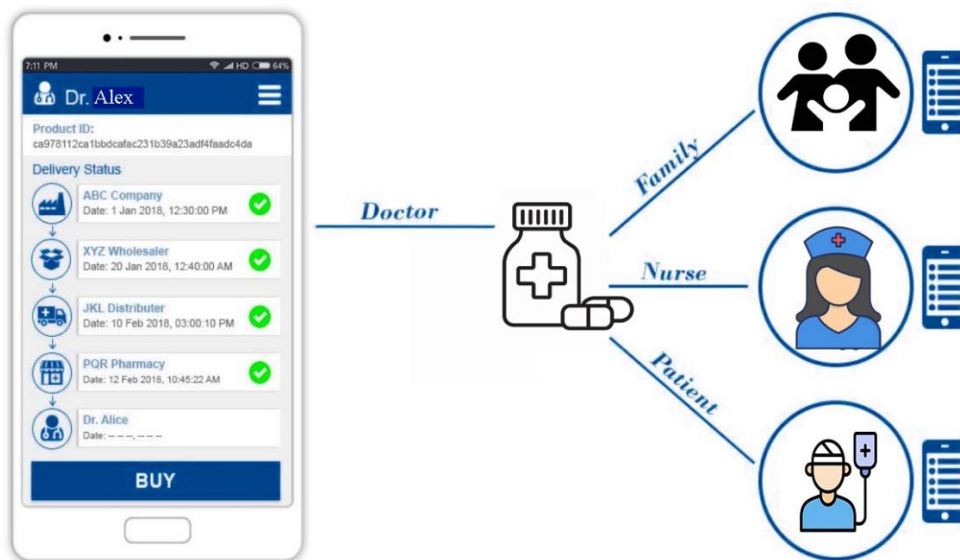 7:11 PM HD 64%
Dr. Alex
Product ID:
ca978112ca1bbdcafac231b39a23adf4faadc4da
Delivery Status
ABC Company
Date: 1 Jan 2018, 12:30:00 PM
XYZ Wholesaler
Date: 20 Jan 2018, 12:40:00 AM
JKL Distributer
Date: 10 Feb 2018, 03:00:10 PM
PQR Pharmacy
Date: 12 Feb 2018, 10:45:22 AM
Dr. Alice
Date: – – –, – – –
BUY
Doctor
Family
Nurse
Patient